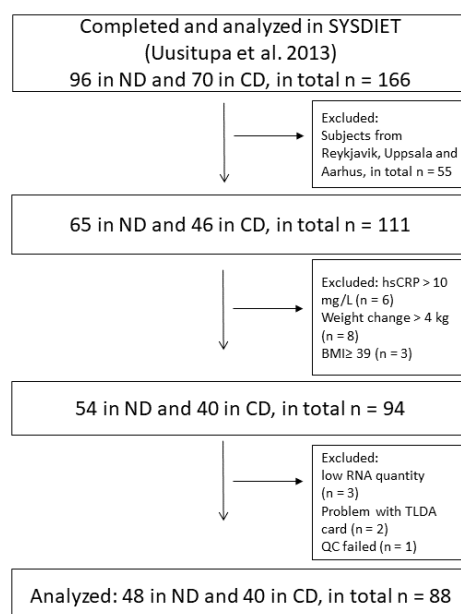 Completed and analyzed in SYSDIET
(Uusitupa et al. 2013)
96 in ND and 70 in CD, in total n = 166
Excluded:
Subjects from
Reykjavik, Uppsala and
Aarhus, in total n = 55
65 in ND and 46 in CD, in total n = 111
Excluded: hsCRP > 10
mg/L (n = 6)
Weight change > 4 kg
(n = 8)
BMI≥ 39 (n = 3)
54 in ND and 40 in CD, in total n = 94
Excluded:
low RNA quantity
(n = 3)
Problem with TLDA
card (n = 2)
QC failed (n = 1)
Analyzed: 48 in ND and 40 in CD, in total n = 88